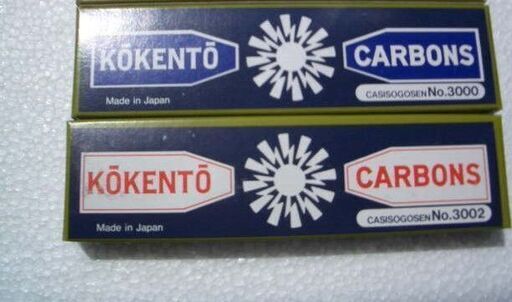 KŌKENTŌ CARBONS
Made in Japan CASISOGOSEN No.3000
KŌKENTŌ CARBONS
Made in Japan CASISOGOSEN No.3002